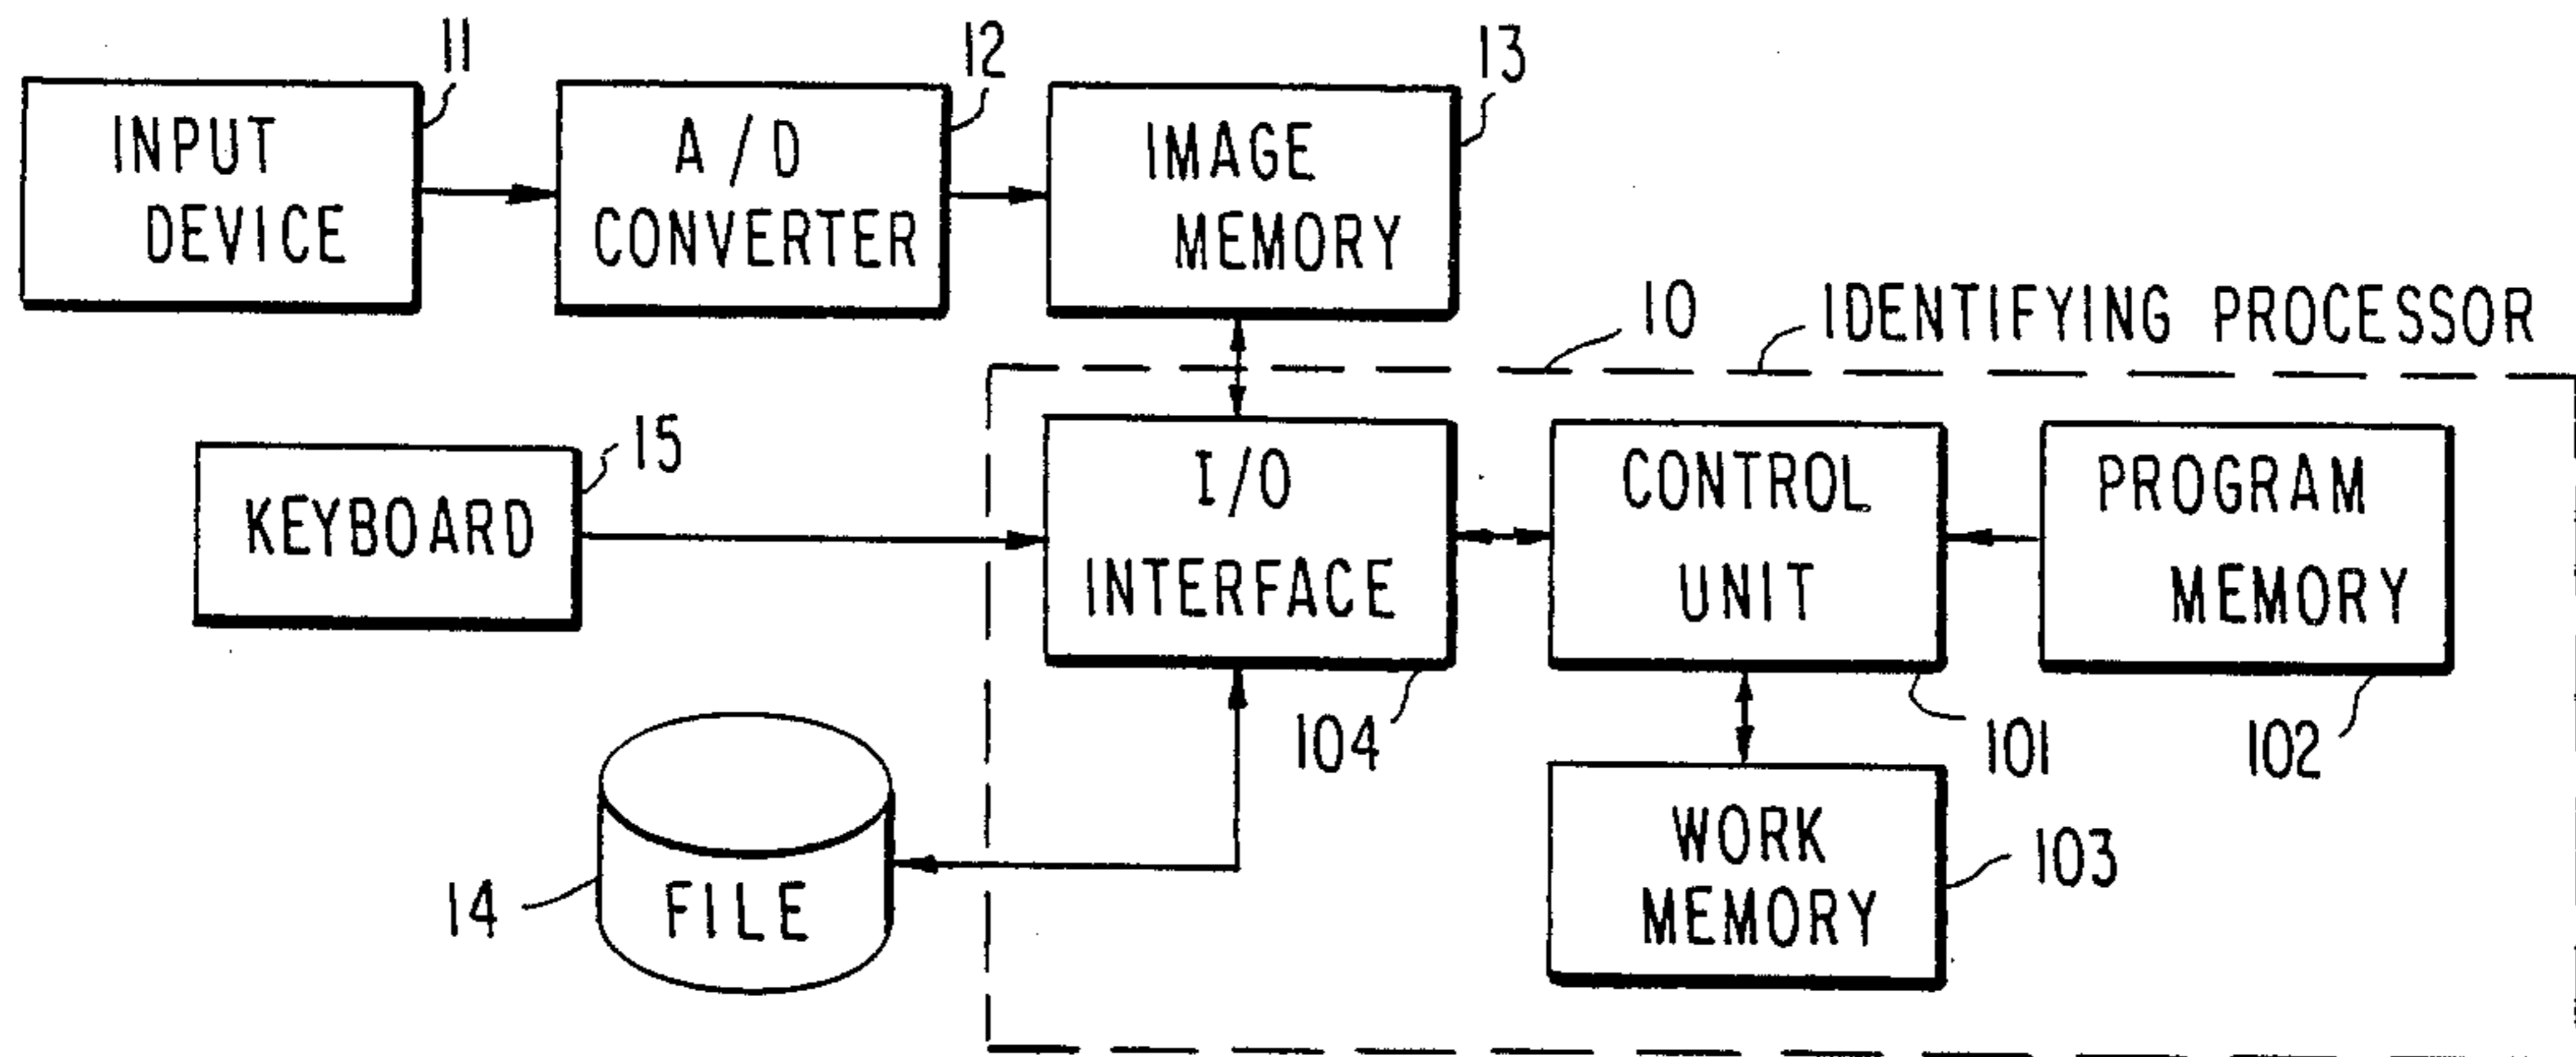 11
12
13
INPUT
DEVICE
A/D
CONVERTER
IMAGE
MEMORY
10
IDENTIFYING PROCESSOR
15
KEYBOARD
I/O
INTERFACE
CONTROL
UNIT
PROGRAM
MEMORY
104
101
102
14
FILE
WORK
MEMORY
103